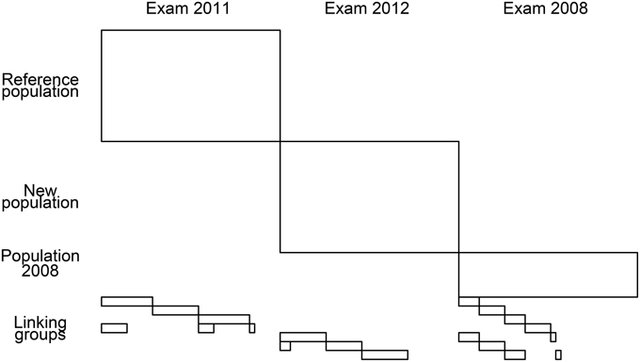 Exam 2011 Exam 2012 Exam 2008
Reference
population
New
population
Population
2008
Linking
groups